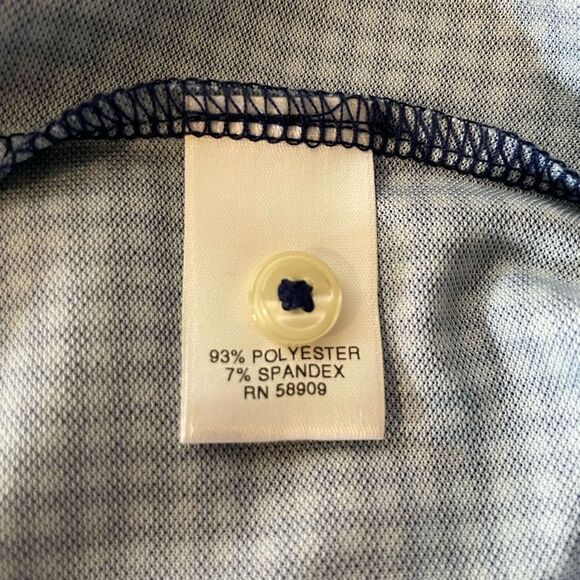 93% POLYESTER
7% SPANDEX
RN 58909